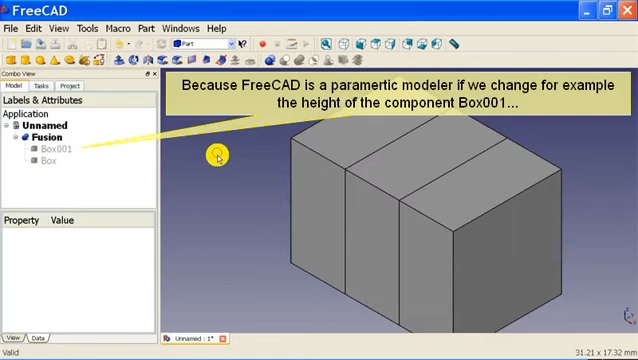 FreeCAD
File Edit View Tools Macro Part Windows Help
Part
Combo View
Model Tasks Project
Labels & Attributes
Application
Unnamed
Fusion
Box001
Box
Because FreeCAD is a paramertic modeler if we change for example
the height of the component Box001...
Property Value
View Data
Unnamed : 1*
Valid
31.21 x 17.32 mm